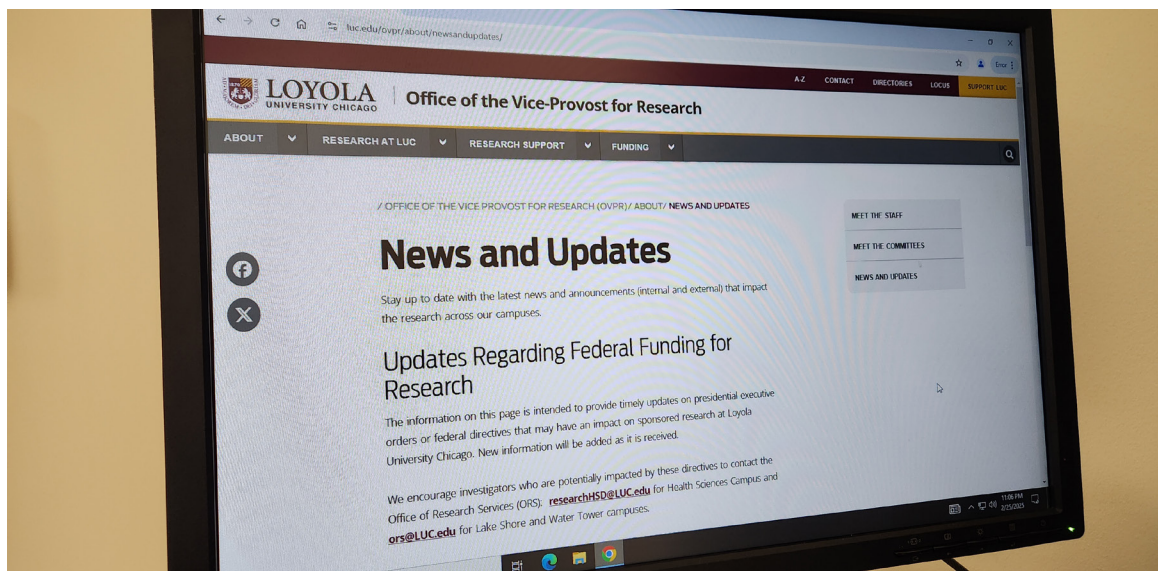 luc.edu/ovpr/about/newsandupdates/
Error
A-Z CONTACT DIRECTORIES LOCUS SUPPORT LUC
LOYOLA
UNIVERSITY CHICAGO
Office of the Vice-Provost for Research
ABOUT RESEARCH AT LUC RESEARCH SUPPORT FUNDING
/ OFFICE OF THE VICE PROVOST FOR RESEARCH (OVPR)/ ABOUT/ NEWS AND UPDATES
MEET THE STAFF
MEET THE COMMITTEES
NEWS AND UPDATES
News and Updates
Stay up to date with the latest news and announcements (internal and external) that impact
the research across our campuses.
Updates Regarding Federal Funding for
Research
The information on this page is intended to provide timely updates on presidential executive
orders or federal directives that may have an impact on sponsored research at Loyola
University Chicago. New information will be added as it is received.
We encourage investigators who are potentially impacted by these directives to contact the
Office of Research Services (ORS): researchHSD@LUC.edu for Health Sciences Campus and
ors@LUC.edu for Lake Shore and Water Tower campuses.
11:06 PM
2/25/2025